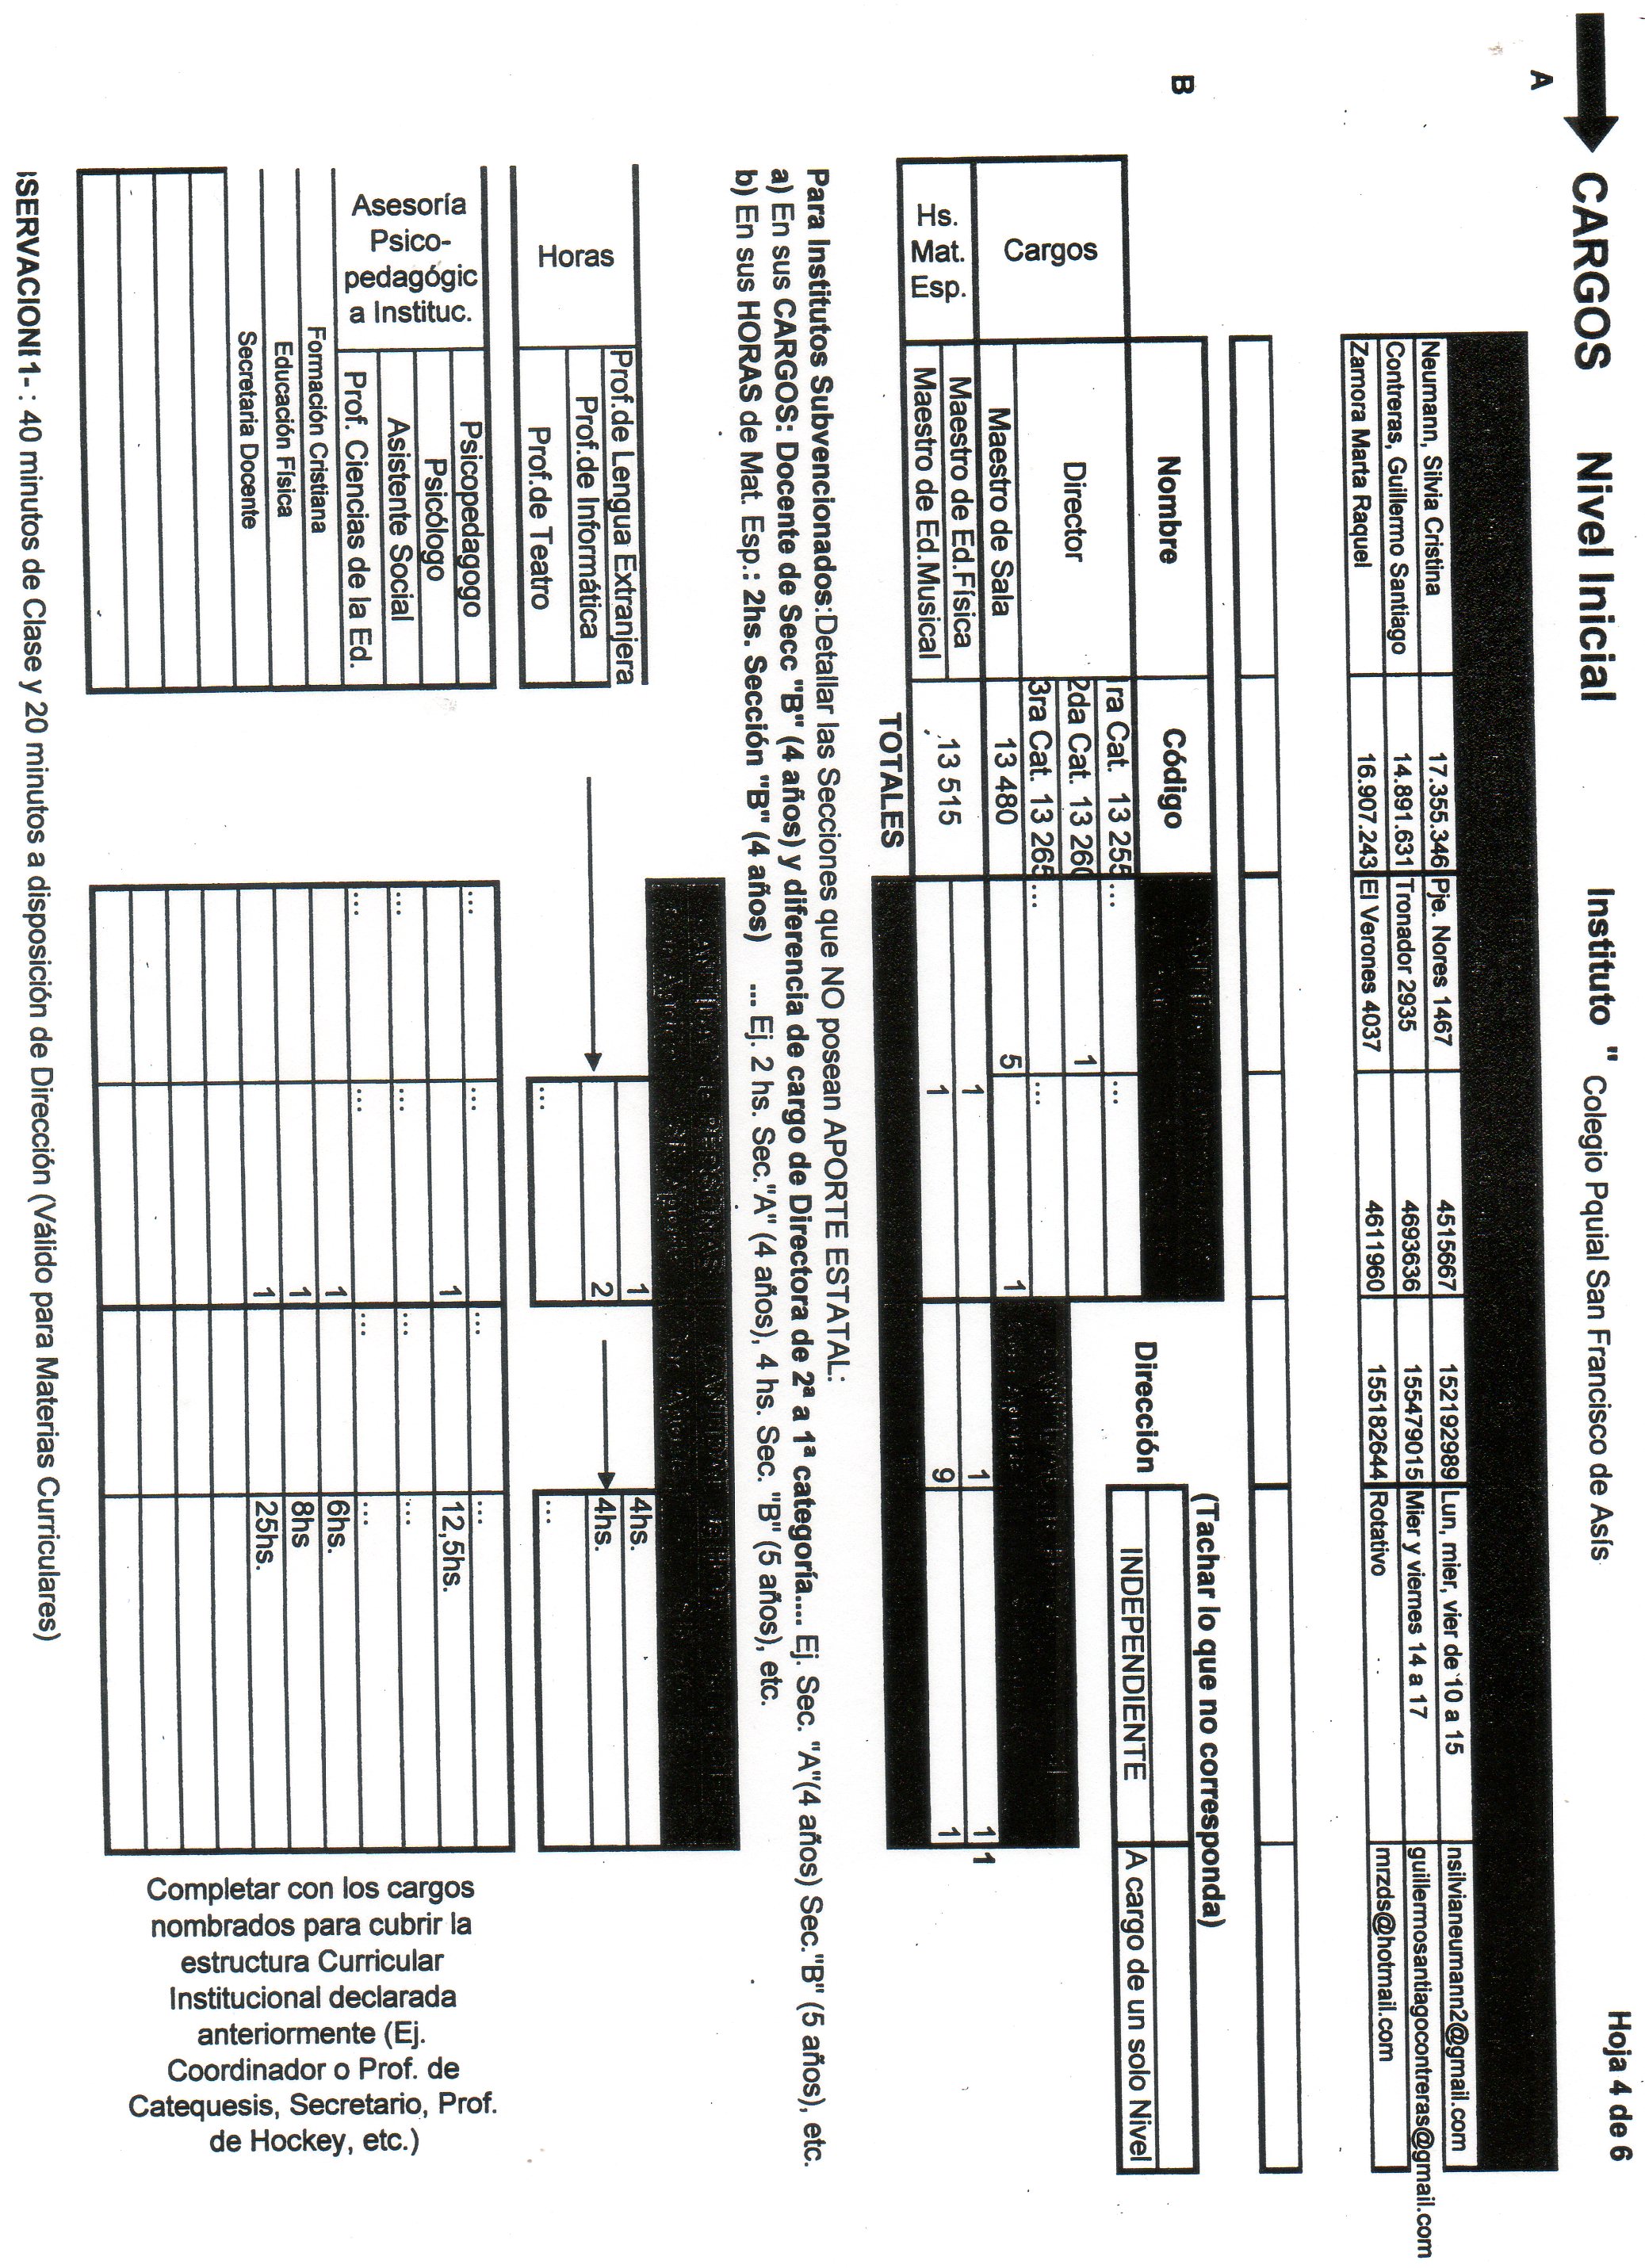 CARGOS Nivel Inicial Instituto " Colegio Pquial San Francisco de Asís Hoja 4 de 6
A
Neumann, Silvia Cristina 17.355.346 Pje. Nores 1467 4515667 152192989 Lun, mier, vier de 10 a 15 nsilvianeumann2@gmail.com
Contreras, Guillermo Santiago 14.891.631 Tronador 2935 4693636 155479015 Mier y viernes 14 a 17 guillermosantiagocontreras@gmail.com
Zamora Marta Raquel 16.907.243 El Verones 4037 4611960 155182644 Rotativo mrzds@hotmail.com
B
(Tachar lo que no corresponda)
Nombre Código Dirección INDEPENDIENTE A cargo de un solo Nivel
Cargos
Director
ra Cat. 13 255 ...
2da Cat. 13 260 1
3ra Cat. 13 265 ... ...
Maestro de Sala 13 480 5 1
Hs. Mat. Esp.
Maestro de Ed.Física 1 1 1 1
Maestro de Ed.Musical 13 515 1 9 1
TOTALES
Para Institutos Subvencionados:Detallar las Secciones que NO posean APORTE ESTATAL:
a) En sus CARGOS: Docente de Secc "B" (4 años) y diferencia de cargo de Directora de 2ª a 1ª categoría.... Ej. Sec. "A"(4 años) Sec."B" (5 años), etc.
b) En sus HORAS de Mat. Esp.: 2hs. Sección "B" (4 años) ... Ej. 2 hs. Sec."A" (4 años), 4 hs. Sec. "B" (5 años), etc.
Horas
Prof.de Lengua Extranjera 1 4hs.
Prof.de Informática 2 4hs.
Prof.de Teatro ... ...
Asesoría Psico-pedagógic a Instituc.
Psicopedagogo ... ... ... ...
Psicólogo 1 12,5hs.
Asistente Social ... ... ... ...
Prof. Ciencias de la Ed. ... ... ... ...
Formación Cristiana 1 6hs.
Educación Física 1 8hs
Secretaria Docente 1 25hs.
Completar con los cargos
nombrados para cubrir la
estructura Curricular
Institucional declarada
anteriormente (Ej.
Coordinador o Prof. de
Catequesis, Secretario, Prof.
de Hockey, etc.)
ISERVACIONI 1- : 40 minutos de Clase y 20 minutos a disposición de Dirección (Válido para Materias Curriculares)